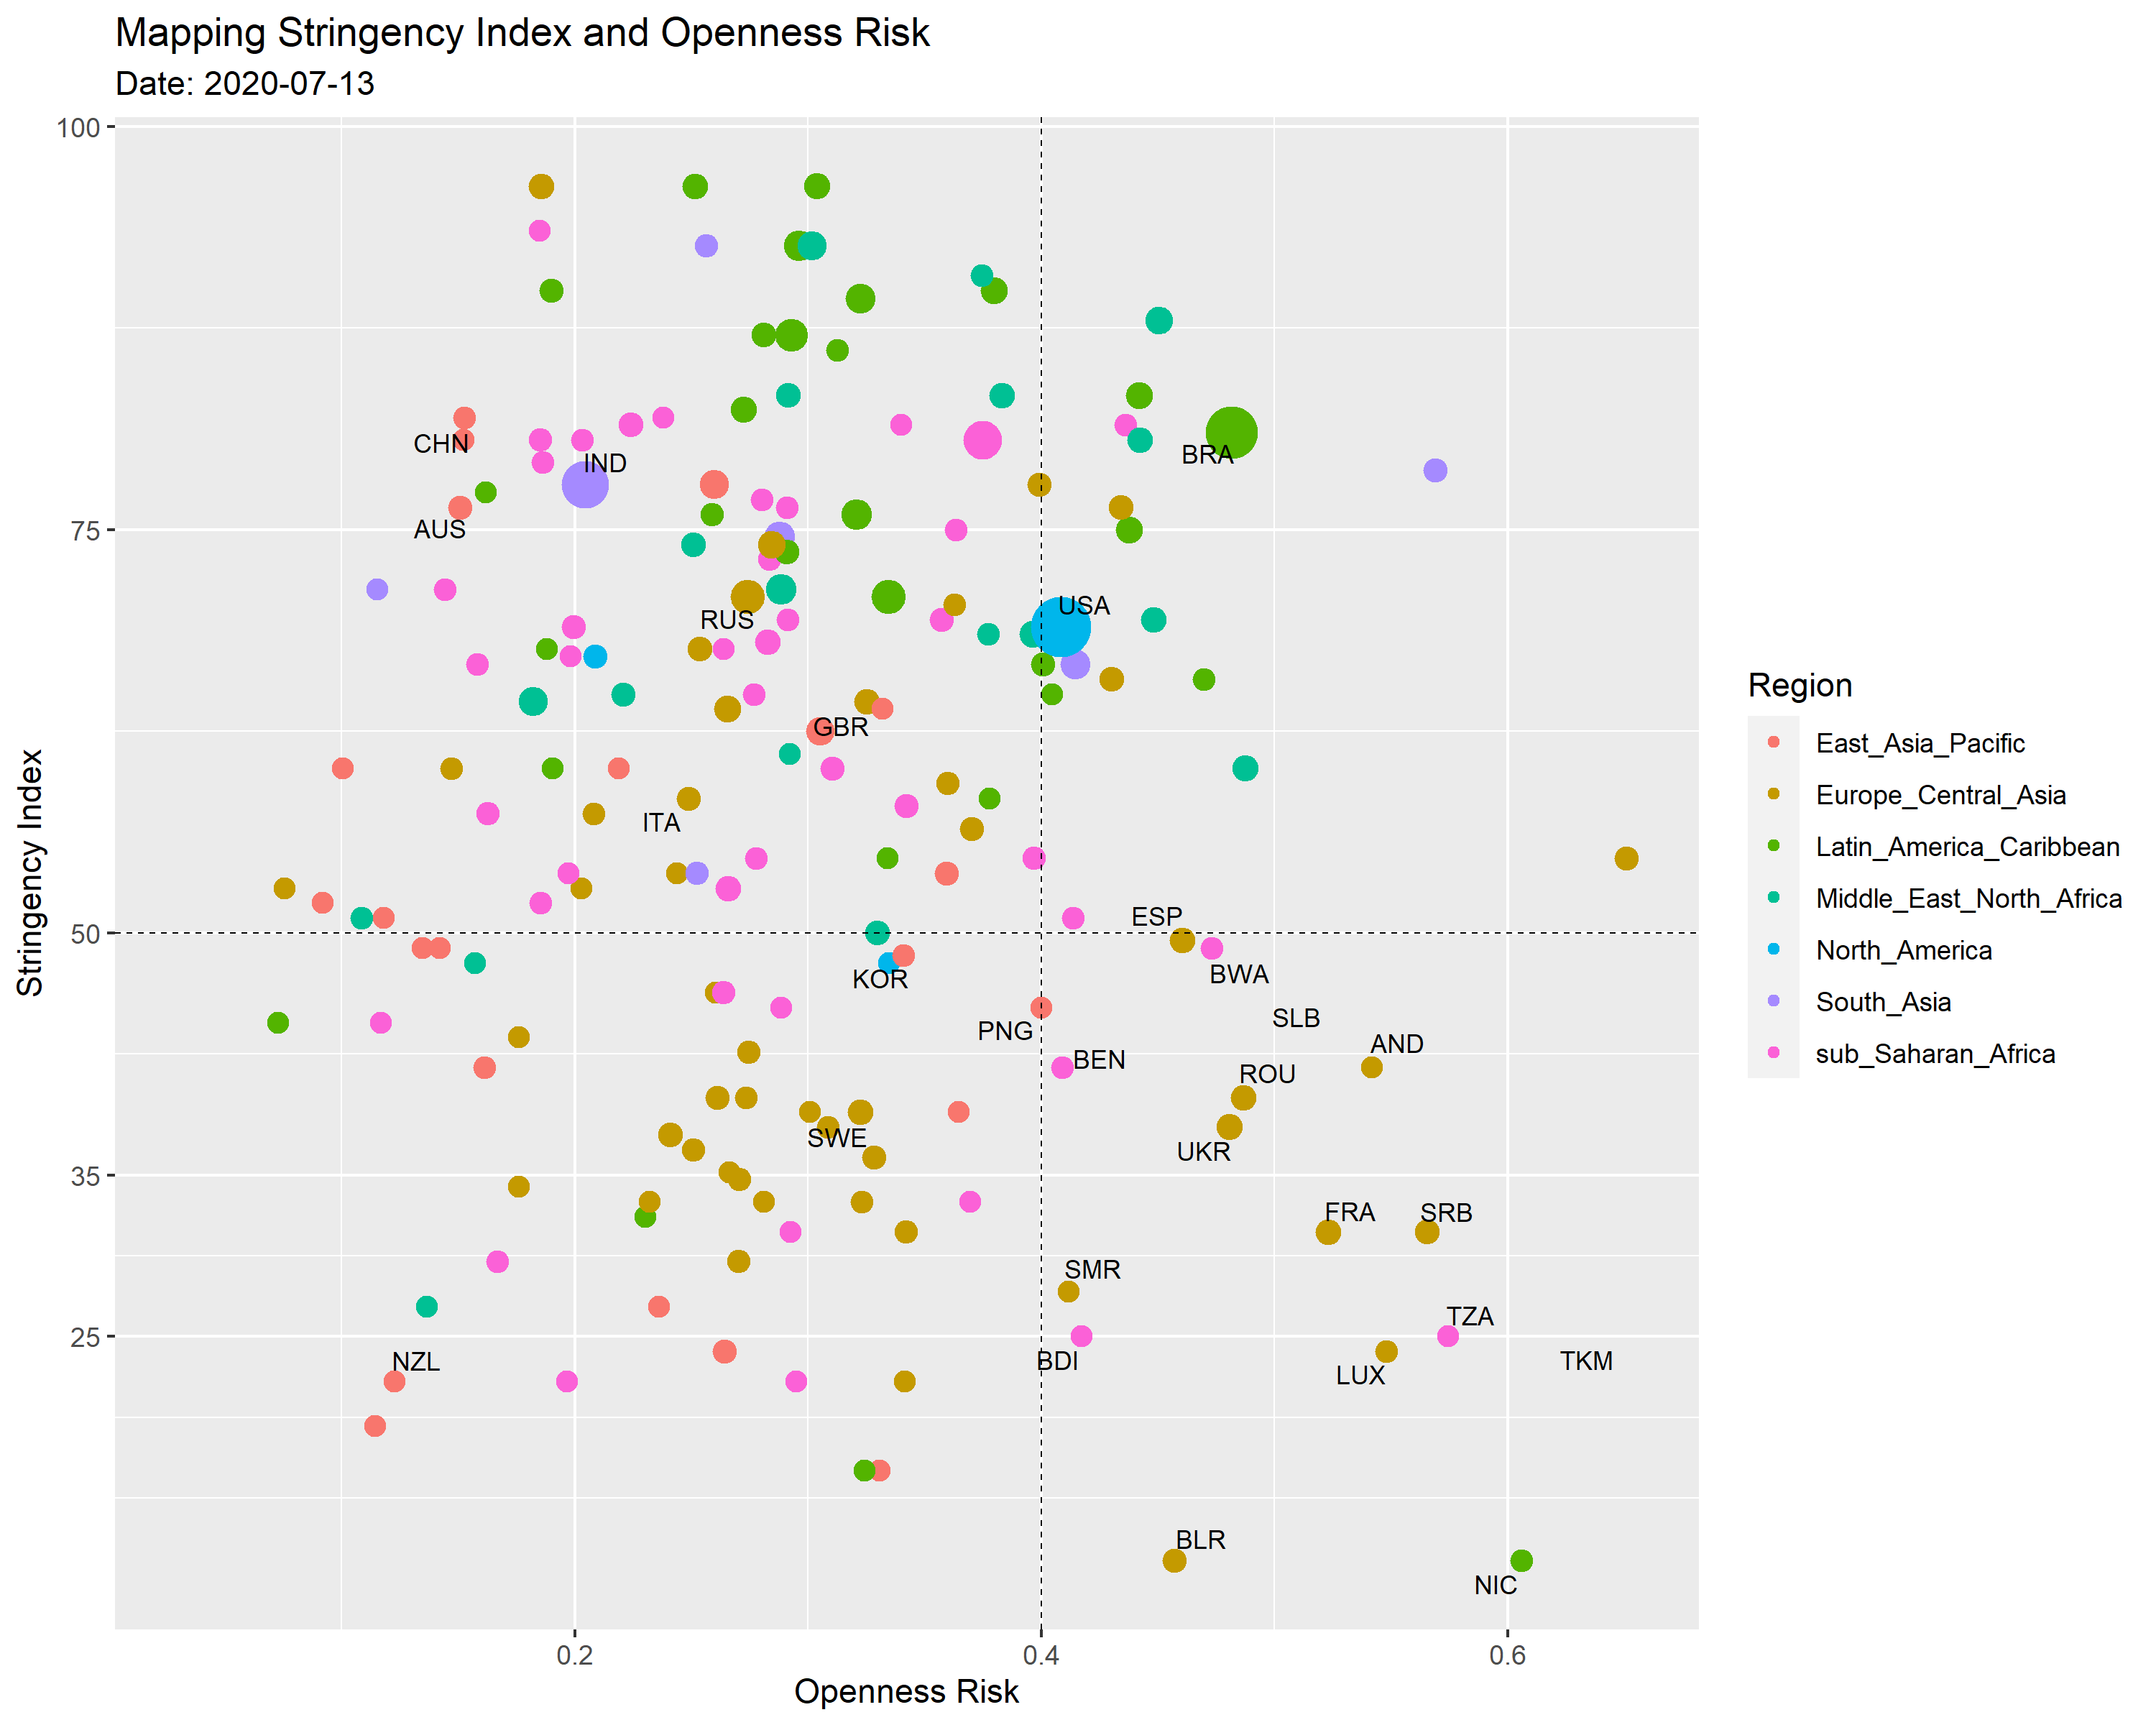 Mapping Stringency Index and Openness Risk
Date: 2020-07-13
100
75
50
35
25
Stringency Index
CHN
IND
BRA
AUS
USA
RUS
GBR
ITA
ESP
KOR
BWA
SLB
PNG
AND
BEN
ROU
SWE
UKR
FRA
SRB
SMR
TZA
NZL
BDI
TKM
LUX
BLR
NIC
0.2
0.4
0.6
Openness Risk
Region
East_Asia_Pacific
Europe_Central_Asia
Latin_America_Caribbean
Middle_East_North_Africa
North_America
South_Asia
sub_Saharan_Africa